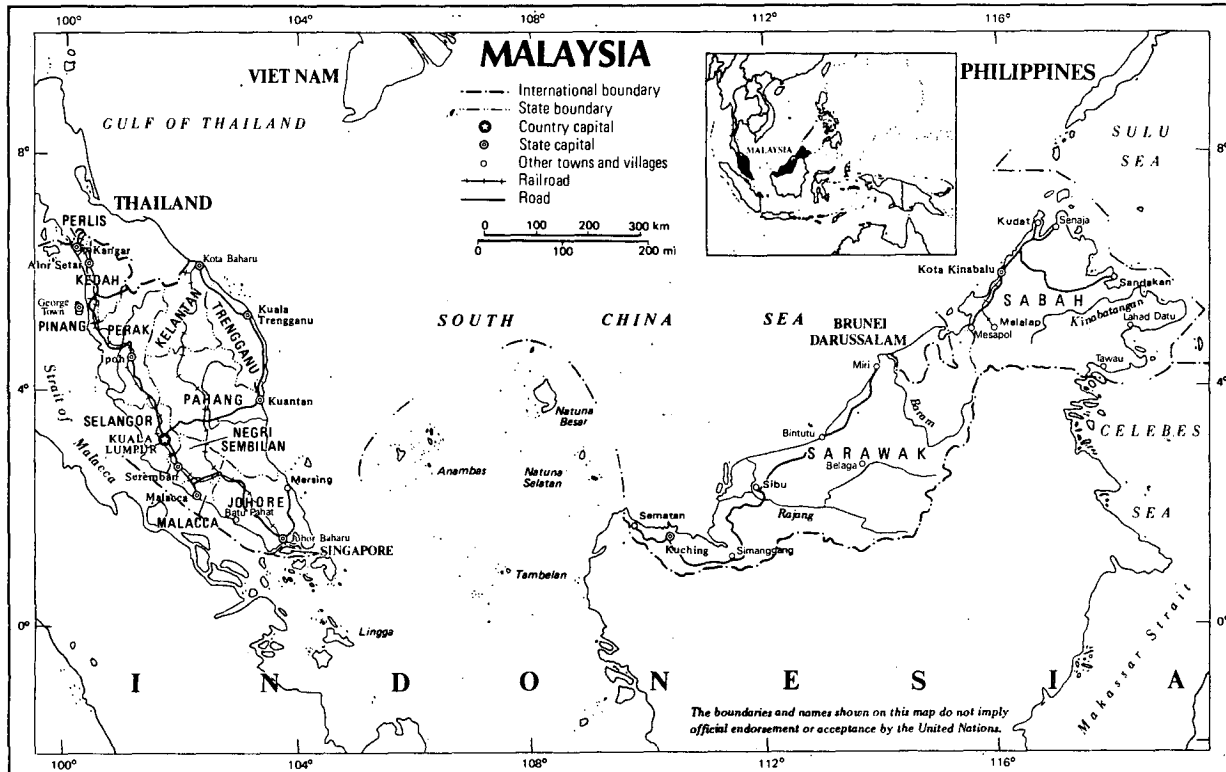 100°
104°
108°
112°
116°
MALAYSIA
International boundary
State boundary
Country capital
State capital
Other towns and villages
Railroad
Road
0 100 200 300 km
0 100 200 mi
VIET NAM
GULF OF THAILAND
THAILAND
PHILIPPINES
SULU
SEA
MALAYSIA
8°
8°
PERLIS
Kangar
Alor Setar
KEDAH
George
Town
PINANG
PERAK
Ipoh
Kota Baharu
KELANTAN
TRENGGANU
Kuala
Trengganu
PAHANG
Kuantan
SELANGOR
KUALA
LUMPUR
NEGRI
SEMBILAN
Seremban
Malacca
MALACCA
Mersing
JOHORE
Batu Pahat
Johor Baharu
SINGAPORE
Strait of
Malacca
SOUTH CHINA SEA
Natuna
Besar
Anambas
Natuna
Selatan
Tambelan
Lingga
BRUNEI
DARUSSALAM
Kudat
Senaja
Kota Kinabalu
SABAH
Sandakan
Kinabatangan
Lahad Datu
Melalap
Mesapol
Tawau
Miri
Baram
Bintutu
SARAWAK
Belaga
Sibu
Rajang
Sematan
Kuching
Simanggang
4°
4°
CELEBES
SEA
Makassar Strait
0°
0°
INDONESIA
The boundaries and names shown on this map do not imply
official endorsement or acceptance by the United Nations.
100°
104°
108°
112°
116°